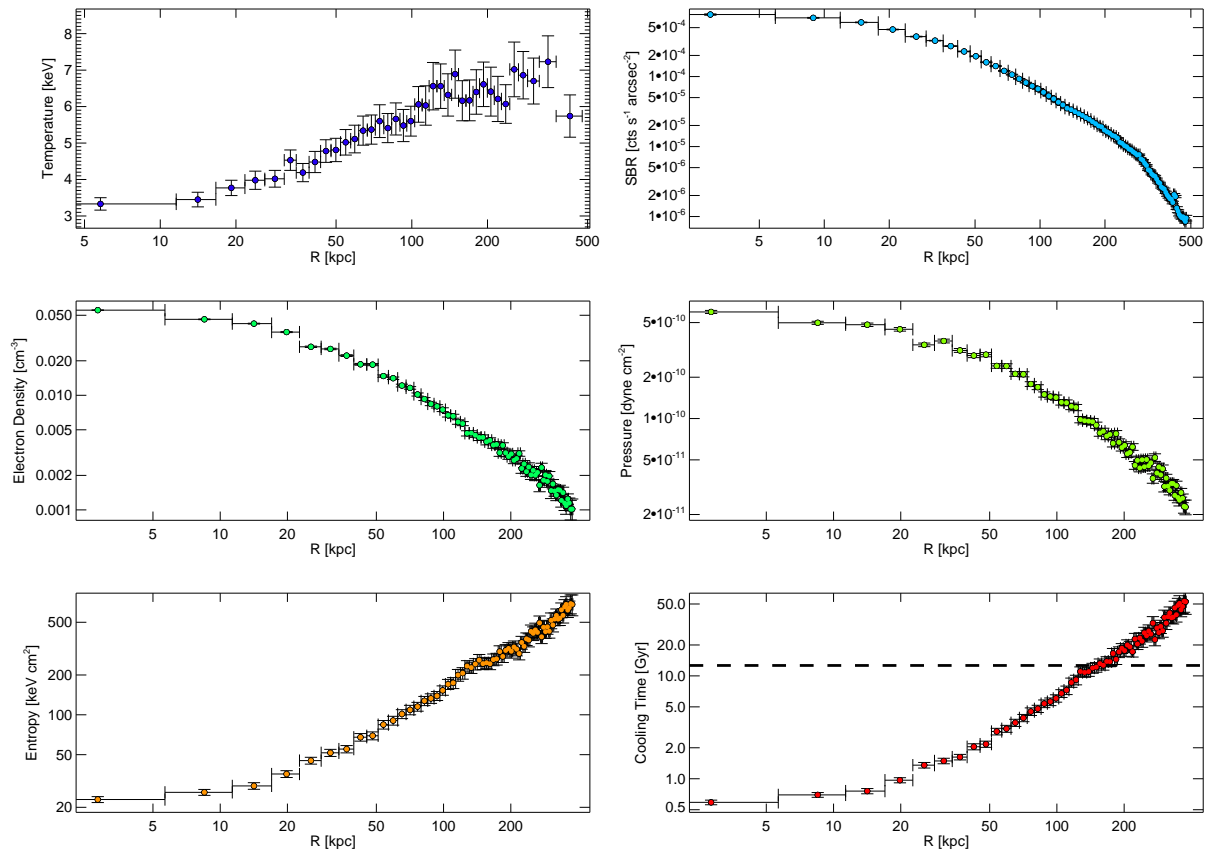 Temperature [keV]
8
7
6
5
4
3
5 10 20 50 100 200 500
R [kpc]
SBR [cts s⁻¹ arcsec⁻²]
5•10⁻⁴
2•10⁻⁴
1•10⁻⁴
5•10⁻⁵
2•10⁻⁵
1•10⁻⁵
5•10⁻⁶
2•10⁻⁶
1•10⁻⁶
5 10 20 50 100 200 500
R [kpc]
Electron Density [cm⁻³]
0.050
0.020
0.010
0.005
0.002
0.001
5 10 20 50 100 200
R [kpc]
Pressure [dyne cm⁻²]
5•10⁻¹⁰
2•10⁻¹⁰
1•10⁻¹⁰
5•10⁻¹¹
2•10⁻¹¹
5 10 20 50 100 200
R [kpc]
Entropy [keV cm²]
500
200
100
50
20
5 10 20 50 100 200
R [kpc]
Cooling Time [Gyr]
50.0
20.0
10.0
5.0
2.0
1.0
0.5
5 10 20 50 100 200
R [kpc]